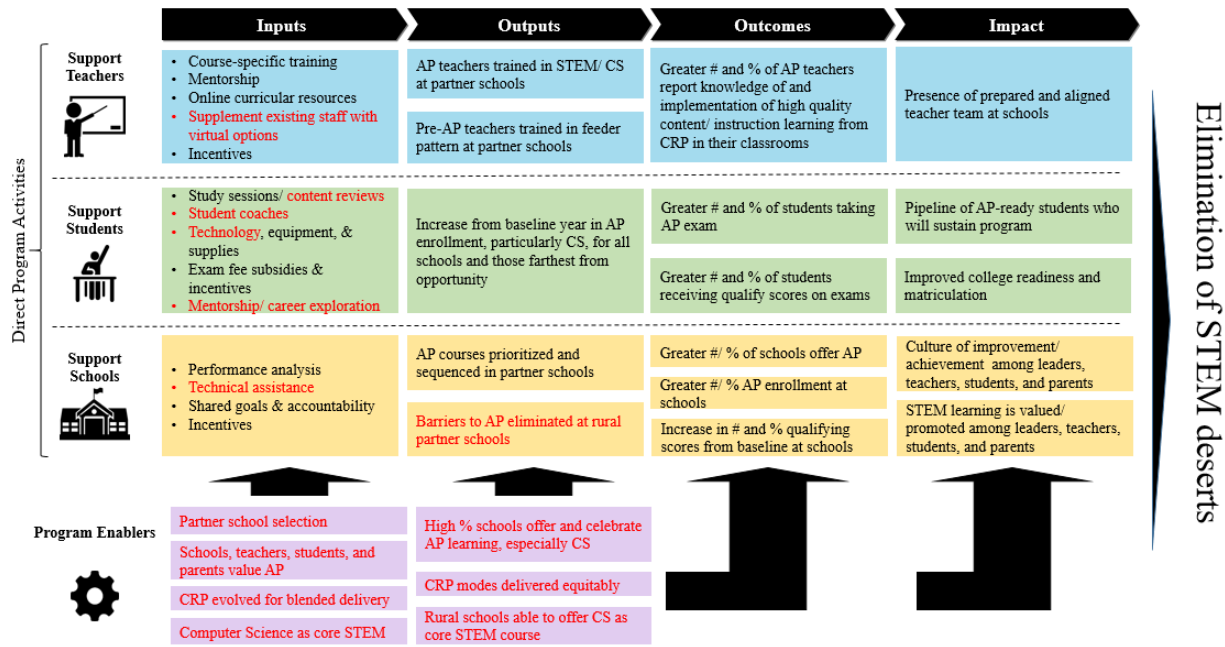 Inputs
Outputs
Outcomes
Impact
Direct Program Activities
Support
Teachers
• Course-specific training
• Mentorship
• Online curricular resources
• Supplement existing staff with
virtual options
• Incentives
AP teachers trained in STEM/ CS
at partner schools
Pre-AP teachers trained in feeder
pattern at partner schools
Greater # and % of AP teachers
report knowledge of and
implementation of high quality
content/ instruction learning from
CRP in their classrooms
Presence of prepared and aligned
teacher team at schools
Support
Students
• Study sessions/ content reviews
• Student coaches
• Technology, equipment, &
supplies
• Exam fee subsidies &
incentives
• Mentorship/ career exploration
Increase from baseline year in AP
enrollment, particularly CS, for all
schools and those farthest from
opportunity
Greater # and % of students taking
AP exam
Greater # and % of students
receiving qualify scores on exams
Pipeline of AP-ready students who
will sustain program
Improved college readiness and
matriculation
Support
Schools
• Performance analysis
• Technical assistance
• Shared goals & accountability
• Incentives
AP courses prioritized and
sequenced in partner schools
Barriers to AP eliminated at rural
partner schools
Greater #/ % of schools offer AP
Greater #/ % AP enrollment at
schools
Increase in # and % qualifying
scores from baseline at schools
Culture of improvement/
achievement among leaders,
teachers, students, and parents
STEM learning is valued/
promoted among leaders, teachers,
students, and parents
Elimination of STEM deserts
Program Enablers
Partner school selection
Schools, teachers, students, and
parents value AP
CRP evolved for blended delivery
Computer Science as core STEM
High % schools offer and celebrate
AP learning, especially CS
CRP modes delivered equitably
Rural schools able to offer CS as
core STEM course